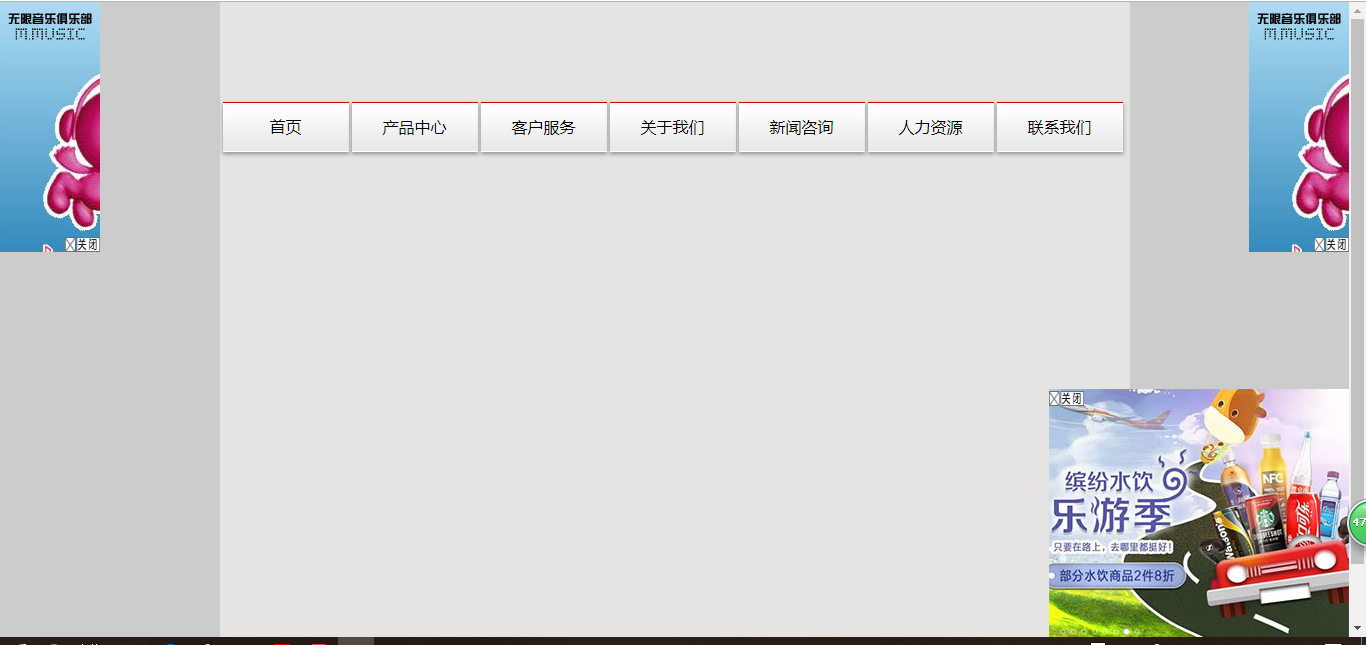 无限音乐俱乐部
M.MUSIC
无限音乐俱乐部
M.MUSIC
首页 产品中心 客户服务 关于我们 新闻咨询 人力资源 联系我们
关闭
关闭
关闭
缤纷水饮
乐游季
只要在路上，去哪里都挺好！
部分水饮商品2件8折
NFC
47